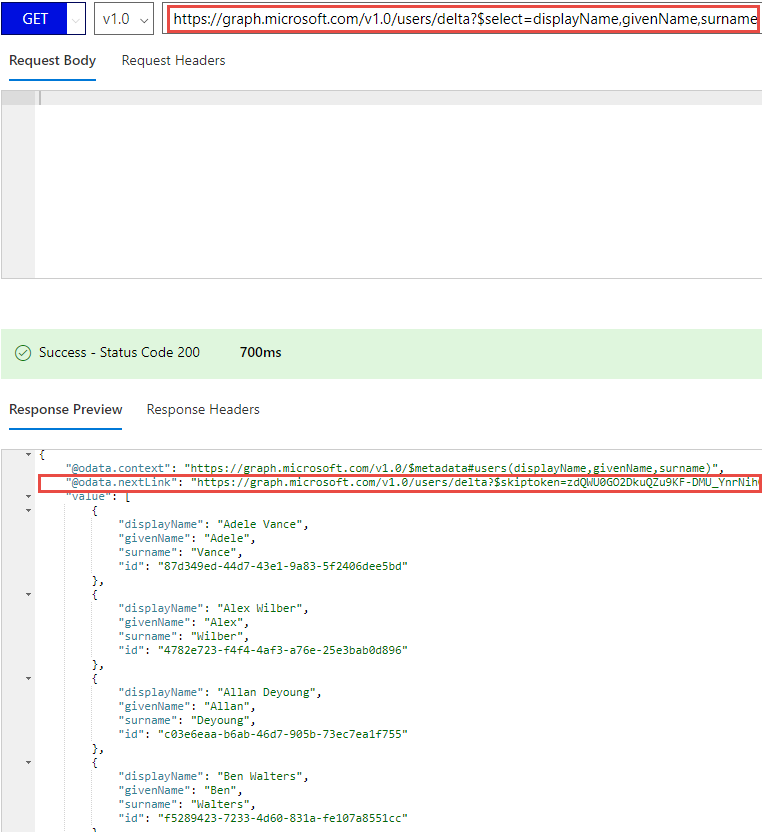 GET v1.0 https://graph.microsoft.com/v1.0/users/delta?$select=displayName,givenName,surname
Request Body Request Headers
Success - Status Code 200 700ms
Response Preview Response Headers
{
"@odata.context": "https://graph.microsoft.com/v1.0/$metadata#users(displayName,givenName,surname)",
"@odata.nextLink": "https://graph.microsoft.com/v1.0/users/delta?$skiptoken=zdQWU0GO2DkuQZu9KF-DMU_YnrNih
"value": [
{
"displayName": "Adele Vance",
"givenName": "Adele",
"surname": "Vance",
"id": "87d349ed-44d7-43e1-9a83-5f2406dee5bd"
},
{
"displayName": "Alex Wilber",
"givenName": "Alex",
"surname": "Wilber",
"id": "4782e723-f4f4-4af3-a76e-25e3bab0d896"
},
{
"displayName": "Allan Deyoung",
"givenName": "Allan",
"surname": "Deyoung",
"id": "c03e6eaa-b6ab-46d7-905b-73ec7ea1f755"
},
{
"displayName": "Ben Walters",
"givenName": "Ben",
"surname": "Walters",
"id": "f5289423-7233-4d60-831a-fe107a8551cc"